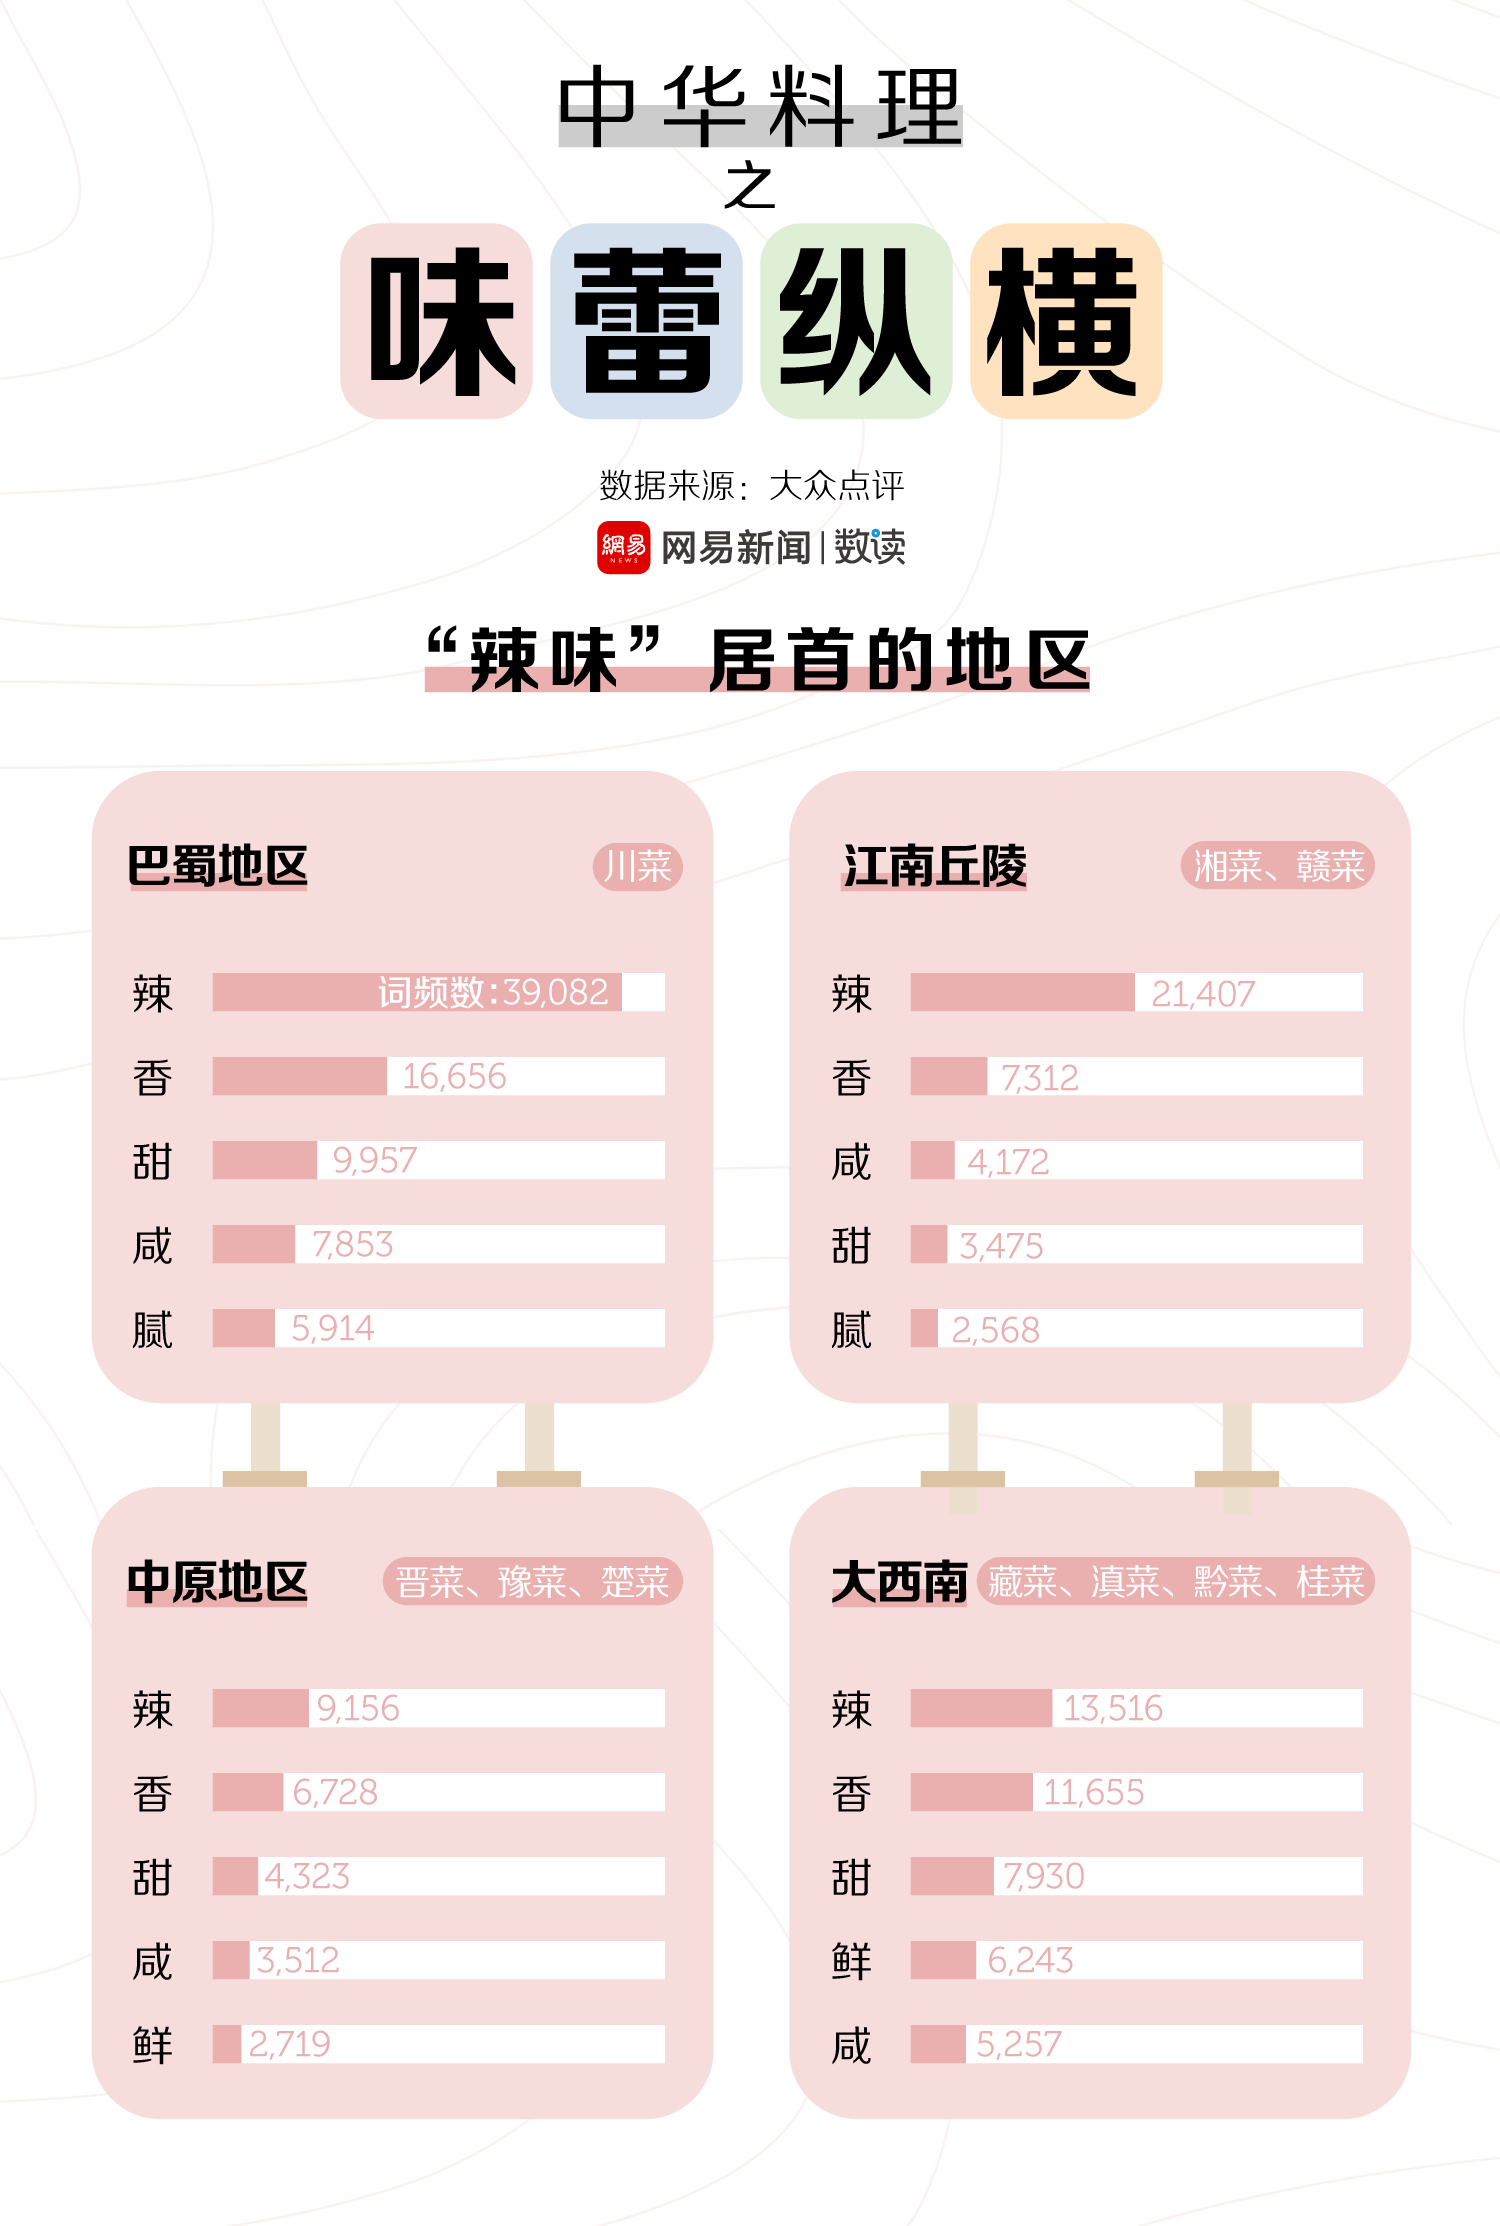 中华料理
之
味蕾纵横
数据来源：大众点评
網易 NEWS 网易新闻 | 数读
“辣味”居首的地区
巴蜀地区 川菜
辣 词频数:39,082
香 16,656
甜 9,957
咸 7,853
腻 5,914
江南丘陵 湘菜、赣菜
辣 21,407
香 7,312
咸 4,172
甜 3,475
腻 2,568
中原地区 晋菜、豫菜、楚菜
辣 9,156
香 6,728
甜 4,323
咸 3,512
鲜 2,719
大西南 藏菜、滇菜、黔菜、桂菜
辣 13,516
香 11,655
甜 7,930
鲜 6,243
咸 5,257